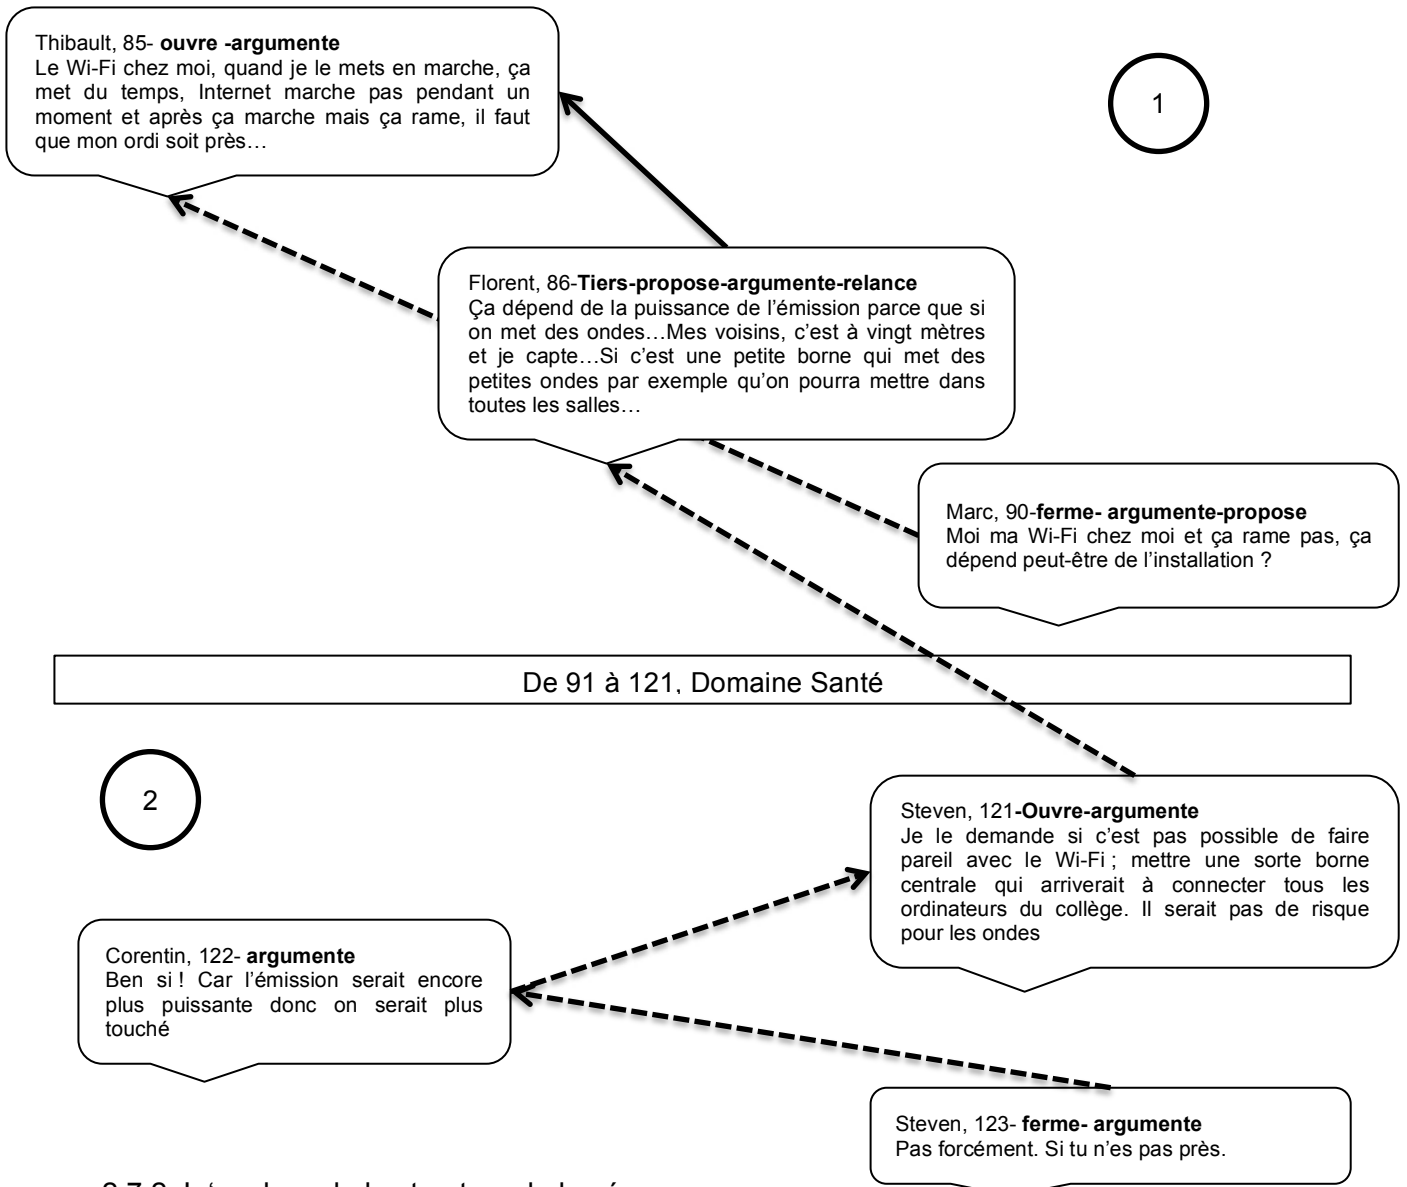 Thibault, 85- ouvre -argumente
Le Wi-Fi chez moi, quand je le mets en marche, ça
met du temps, Internet marche pas pendant un
moment et après ça marche mais ça rame, il faut
que mon ordi soit près…
1
Florent, 86-Tiers-propose-argumente-relance
Ça dépend de la puissance de l’émission parce que si
on met des ondes…Mes voisins, c’est à vingt mètres
et je capte…Si c’est une petite borne qui met des
petites ondes par exemple qu’on pourra mettre dans
toutes les salles…
Marc, 90-ferme- argumente-propose
Moi ma Wi-Fi chez moi et ça rame pas, ça
dépend peut-être de l’installation ?
De 91 à 121, Domaine Santé
2
Steven, 121-Ouvre-argumente
Je le demande si c’est pas possible de faire
pareil avec le Wi-Fi ; mettre une sorte borne
centrale qui arriverait à connecter tous les
ordinateurs du collège. Il serait pas de risque
pour les ondes
Corentin, 122- argumente
Ben si ! Car l’émission serait encore
plus puissante donc on serait plus
touché
Steven, 123- ferme- argumente
Pas forcément. Si tu n’es pas près.